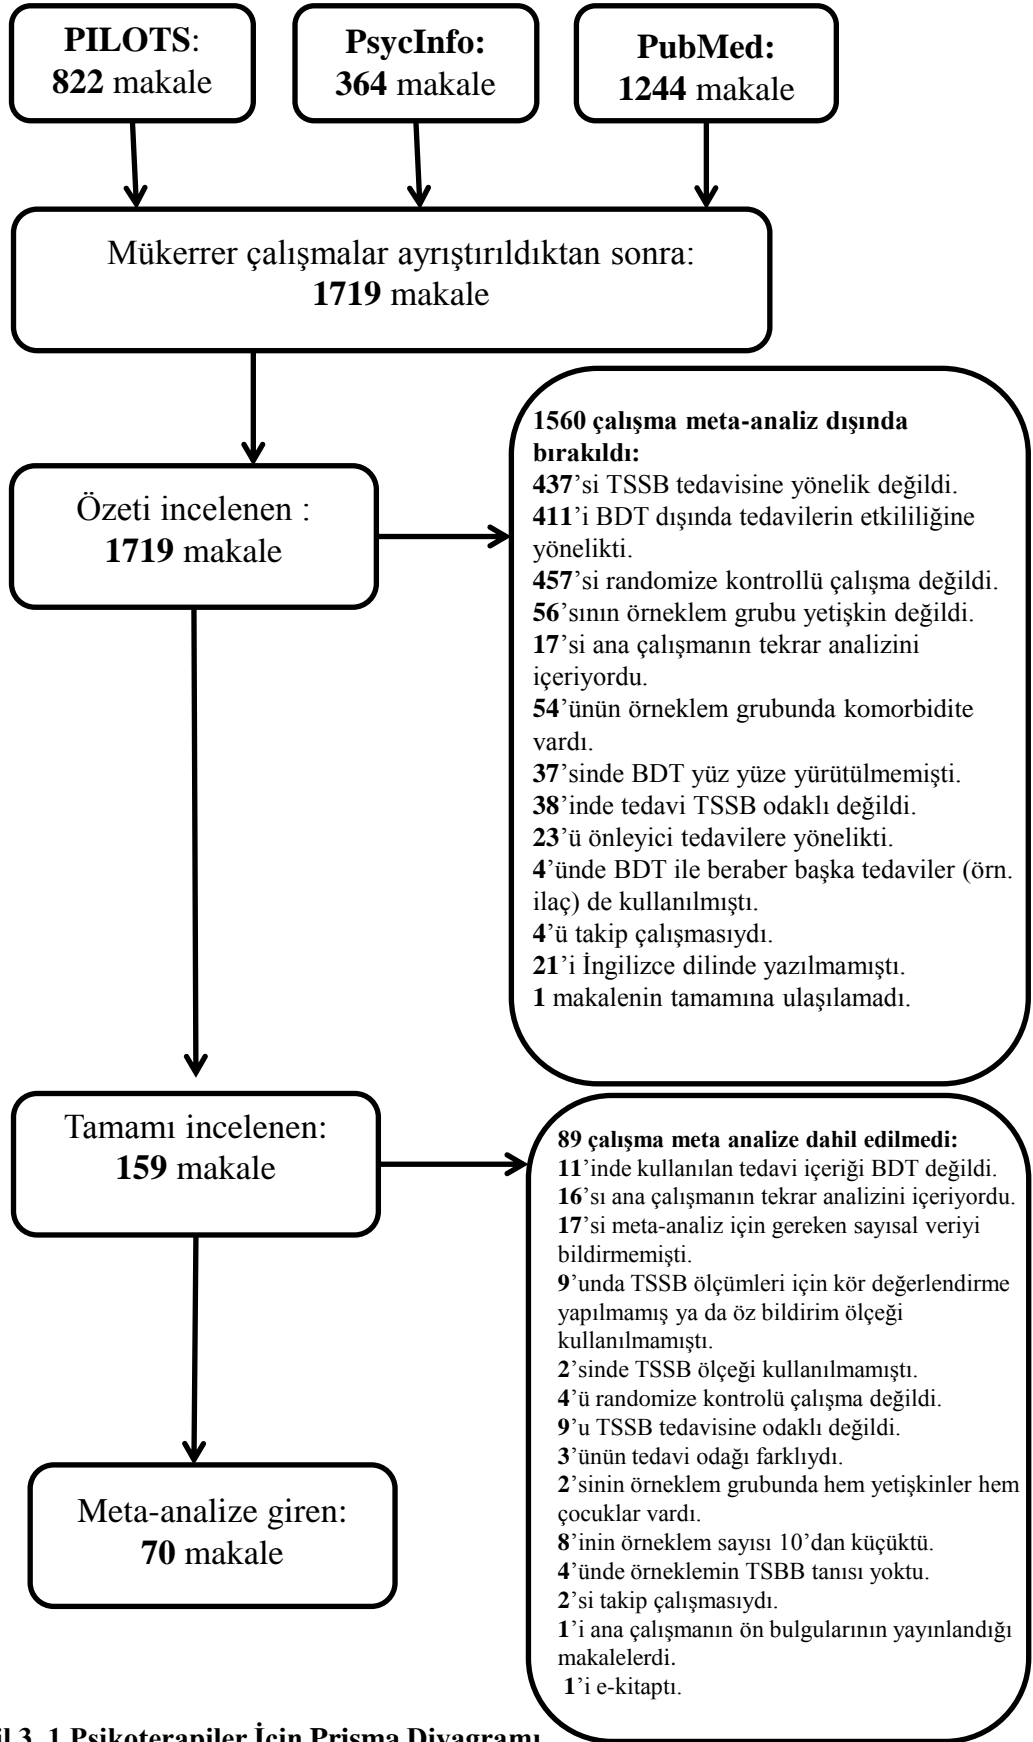 PILOTS:
822 makale
PsycInfo:
364 makale
PubMed:
1244 makale
Mükerrer çalışmalar ayrıştırıldıktan sonra:
1719 makale
Özeti incelenen :
1719 makale
1560 çalışma meta-analiz dışında
bırakıldı:
437’si TSSB tedavisine yönelik değildi.
411’i BDT dışında tedavilerin etkililiğine
yönelikti.
457’si randomize kontrollü çalışma değildi.
56’sının örneklem grubu yetişkin değildi.
17’si ana çalışmanın tekrar analizini
içeriyordu.
54’ünün örneklem grubunda komorbidite
vardı.
37’sinde BDT yüz yüze yürütülmemişti.
38’inde tedavi TSSB odaklı değildi.
23’ü önleyici tedavilere yönelikti.
4’ünde BDT ile beraber başka tedaviler (örn.
ilaç) de kullanılmıştı.
4’ü takip çalışmasıydı.
21’i İngilizce dilinde yazılmamıştı.
1 makalenin tamamına ulaşılamadı.
Tamamı incelenen:
159 makale
89 çalışma meta analize dahil edilmedi:
11’inde kullanılan tedavi içeriği BDT değildi.
16’sı ana çalışmanın tekrar analizini içeriyordu.
17’si meta-analiz için gereken sayısal veriyi
bildirmemişti.
9’unda TSSB ölçümleri için kör değerlendirme
yapılmamış ya da öz bildirim ölçeği
kullanılmamıştı.
2’sinde TSSB ölçeği kullanılmamıştı.
4’ü randomize kontrolü çalışma değildi.
9’u TSSB tedavisine odaklı değildi.
3’ünün tedavi odağı farklıydı.
2’sinin örneklem grubunda hem yetişkinler hem
çocuklar vardı.
8’inin örneklem sayısı 10’dan küçüktü.
4’ünde örneklemin TSBB tanısı yoktu.
2’si takip çalışmasıydı.
1’i ana çalışmanın ön bulgularının yayınlandığı
makalelerdi.
1’i e-kitaptı.
Meta-analize giren:
70 makale
il 3. 1 Psikoterapiler İçin Prisma Diyagramı